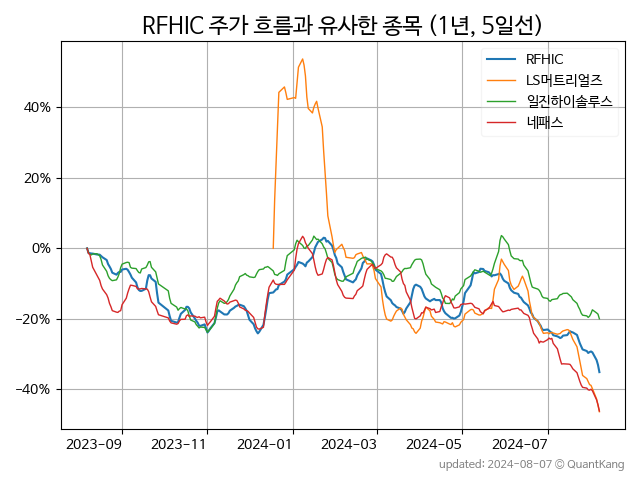 RFHIC 주가 흐름과 유사한 종목 (1년, 5일선)
RFHIC
LS머트리얼즈
일진하이솔루스
네패스
40%
20%
0%
−20%
−40%
2023-09 2023-11 2024-01 2024-03 2024-05 2024-07
updated: 2024-08-07 © QuantKang